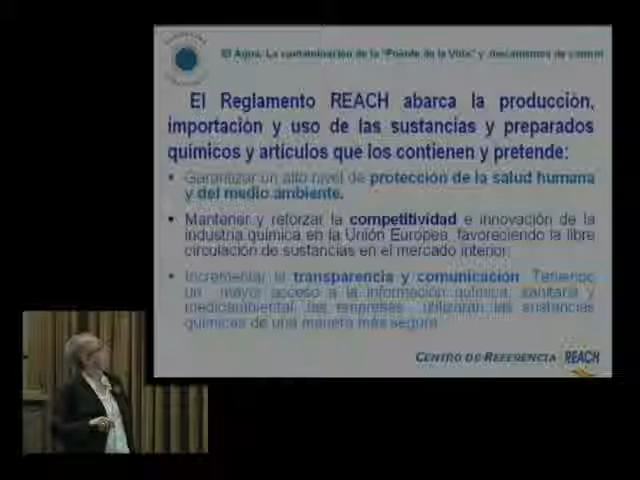 El Agua. La contaminación de la "Fuente de la Vida" y mecanismos de control
El Reglamento REACH abarca la producción,
importación y uso de las sustancias y preparados
químicos y artículos que los contienen y pretende:
• Garantizar un alto nivel de protección de la salud humana
y del medio ambiente.
• Mantener y reforzar la competitividad e innovación de la
industria química en la Unión Europea, favoreciendo la libre
circulación de sustancias en el mercado interior.
• Incrementar la transparencia y comunicación. Tenemos
un mayor acceso a la información química, sanitaria y
medioambiental, las empresas utilizarán las sustancias
químicas de una manera más segura.
CENTRO DE REFERENCIA REACH